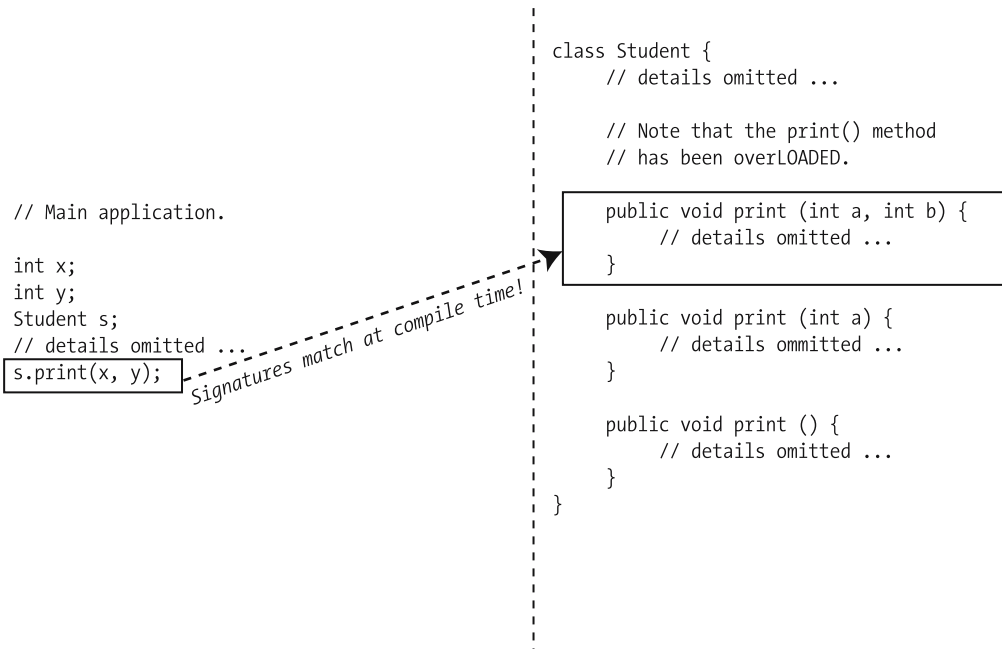 // Main application.
int x;
int y;
Student s;
// details omitted ...
s.print(x, y);
Signatures match at compile time!
class Student {
// details omitted ...
// Note that the print() method
// has been overLOADED.
public void print (int a, int b) {
// details omitted ...
}
public void print (int a) {
// details ommitted ...
}
public void print () {
// details omitted ...
}
}